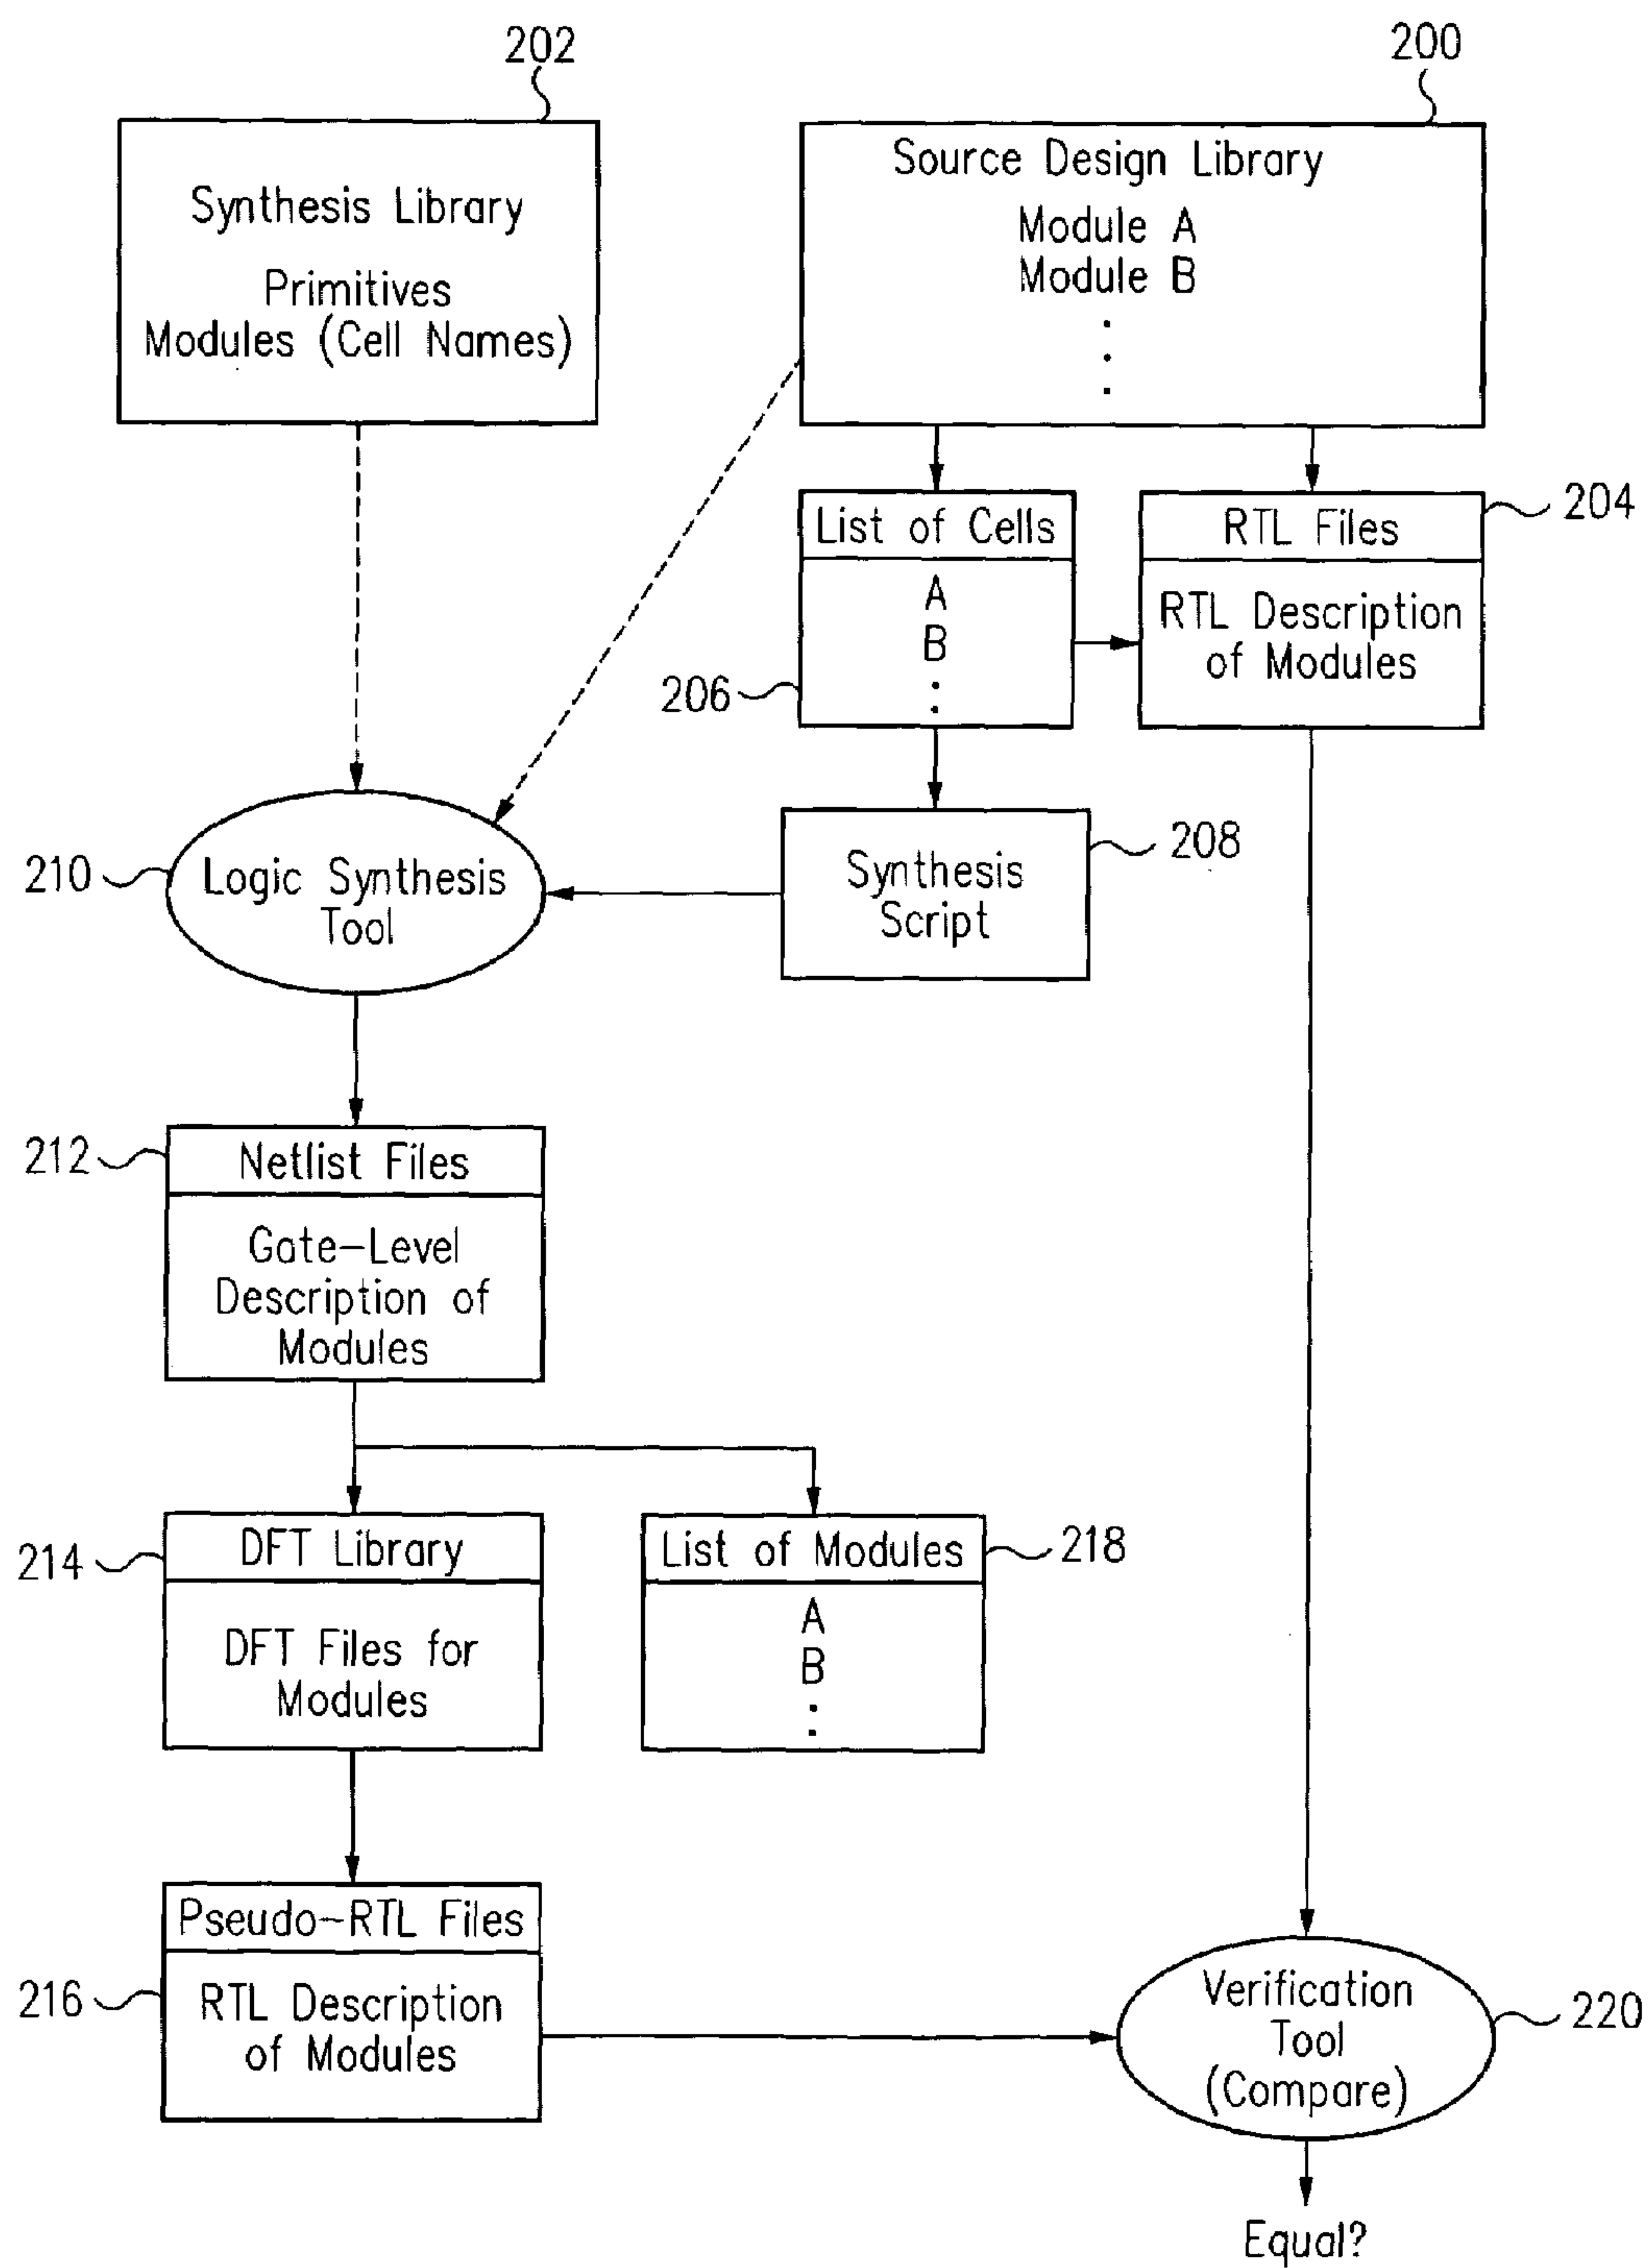 202
200
Synthesis Library
Primitives
Modules (Cell Names)
Source Design Library
Module A
Module B
.
.
.
List of Cells
A
B
.
.
206
RTL Files
204
RTL Description
of Modules
210
Logic Synthesis
Tool
Synthesis
Script
208
212
Netlist Files
Gate-Level
Description of
Modules
214
DFT Library
DFT Files for
Modules
List of Modules
218
A
B
.
.
Pseudo-RTL Files
216
RTL Description
of Modules
Verification
Tool
(Compare)
220
Equal?